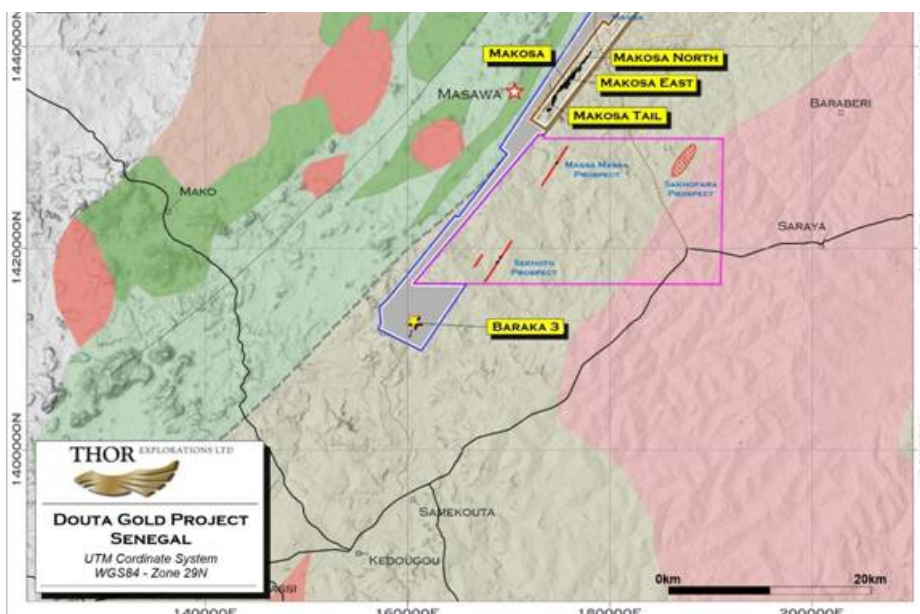 1440000N
1420000N
1400000N
MAKOSA
MAKOSA NORTH
MAKOSA EAST
MAKOSA TAIL
MASAWA
BARABERI
MAKO
MASSA MASSA
PROSPECT
SAKHOFARA
PROSPECT
SARAYA
SEKHOTO
PROSPECT
BARAKA 3
THOR EXPLORATIONS LTD
DOUTA GOLD PROJECT
SENEGAL
UTM Cordinate System
WGS84 - Zone 29N
SAMEKOUTA
KEDOUGOU
0km
20km
140000E
160000E
180000E
200000E